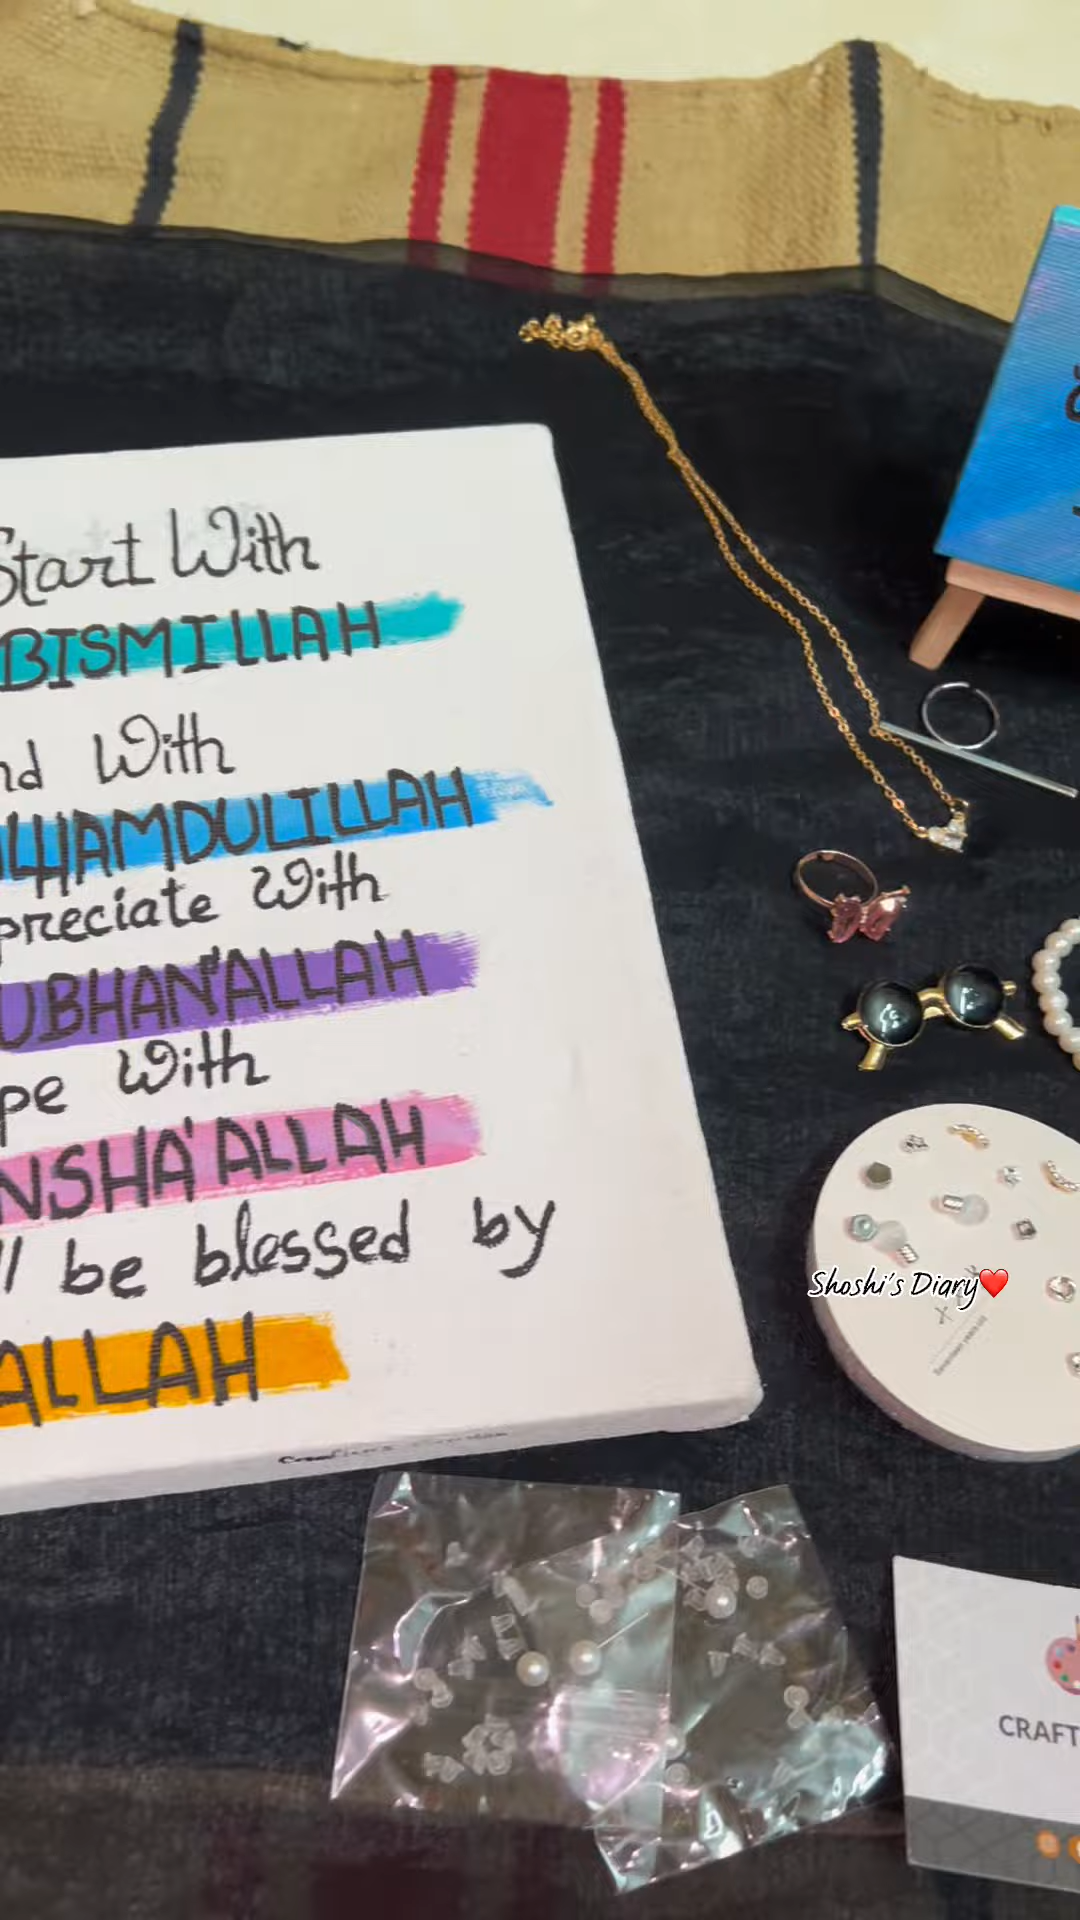 Start With
BISMILLAH
nd With
LHAMDULILLAH
preciate With
UBHAN'ALLAH
pe With
NSHA'ALLAH
ll be blessed by
ALLAH
Shoshi's Diary❤️
CRAFT